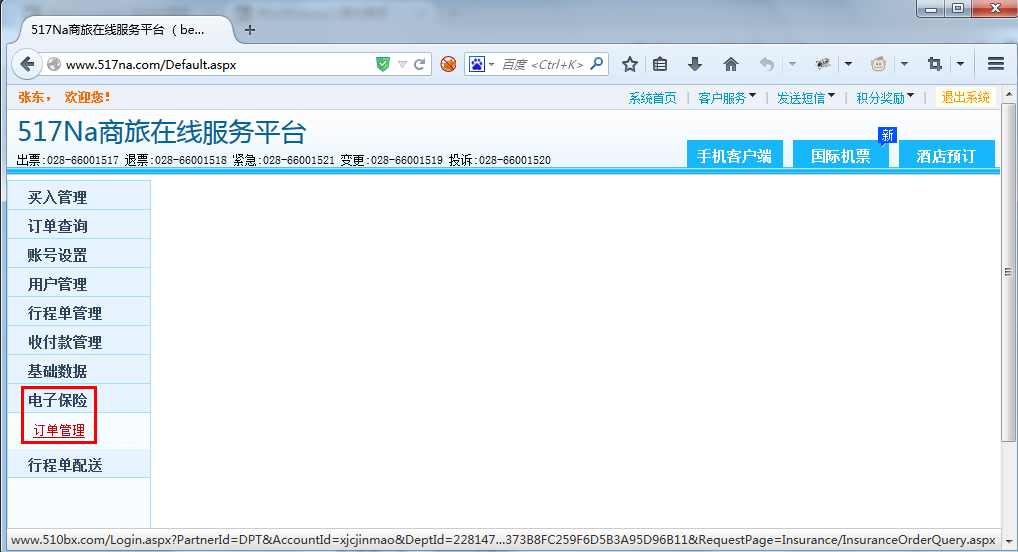 517Na商旅在线服务平台（ be...
www.517na.com/Default.aspx
百度 <Ctrl+K>
张东， 欢迎您!
系统首页 | 客户服务 | 发送短信 | 积分奖励 | 退出系统
517Na商旅在线服务平台
新
出票:028-66001517 退票:028-66001518 紧急:028-66001521 变更:028-66001519 投诉:028-66001520
手机客户端 国际机票 酒店预订
买入管理
订单查询
账号设置
用户管理
行程单管理
收付款管理
基础数据
电子保险
订单管理
行程单配送
www.510bx.com/Login.aspx?PartnerId=DPT&AccountId=xjcjinmao&DeptId=228147...373B8FC259F6D5B3A95D96B11&RequestPage=Insurance/InsuranceOrderQuery.aspx